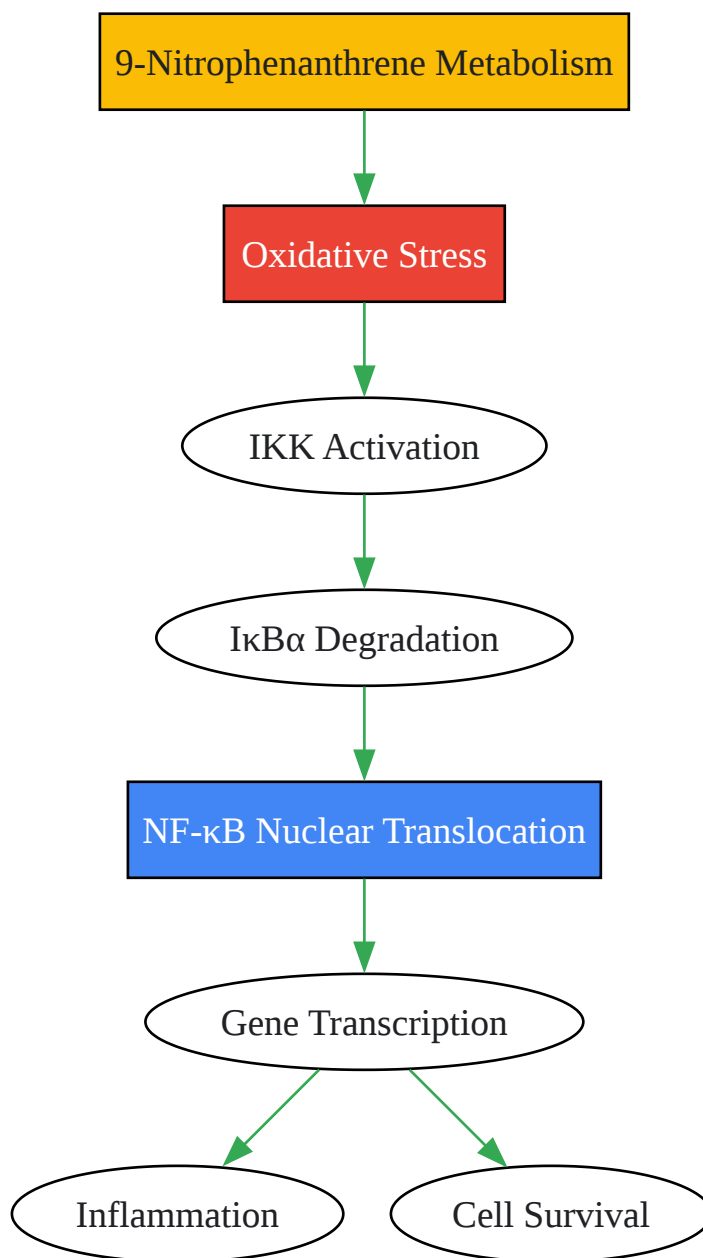 9-Nitrophenanthrene Metabolism
Oxidative Stress
IKK Activation
IκBα Degradation
NF-κB Nuclear Translocation
Gene Transcription
Inflammation
Cell Survival